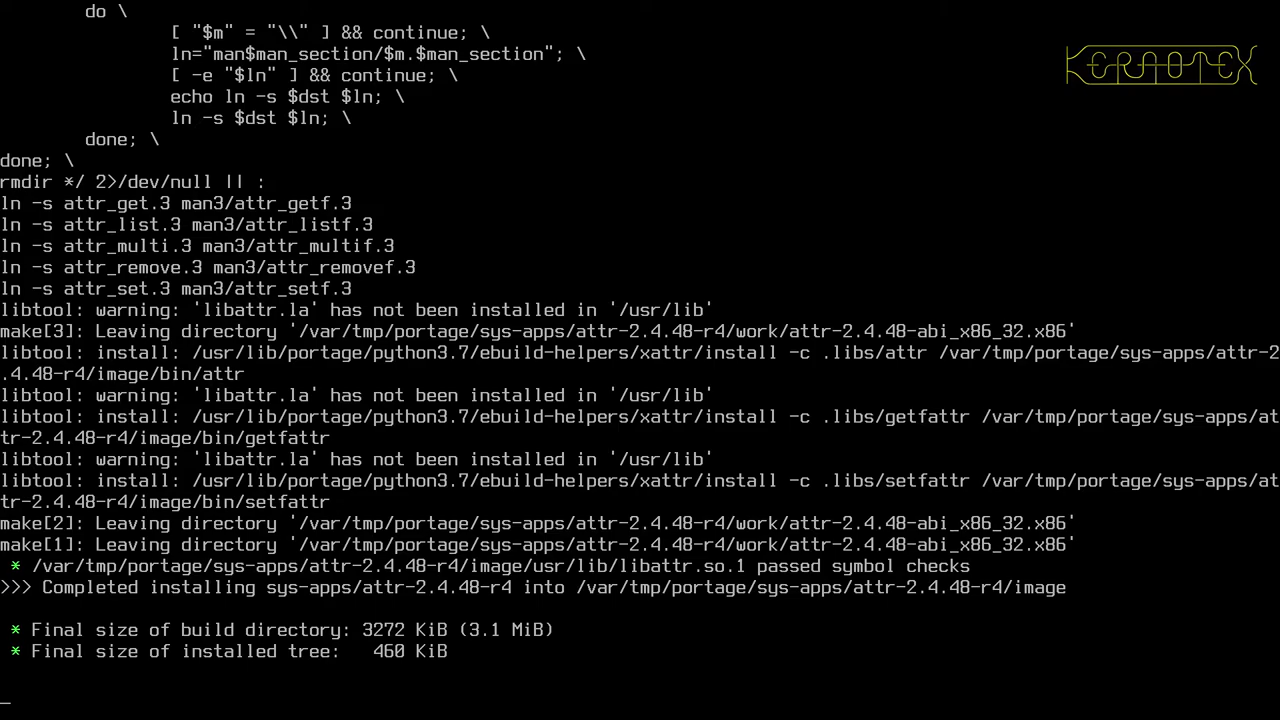 do \
[ "$m" = "\\" ] && continue; \
ln="man$man_section/$m.$man_section"; \
[ -e "$ln" ] && continue; \
echo ln -s $dst $ln; \
ln -s $dst $ln; \
done; \
done; \
rmdir */ 2>/dev/null || :
ln -s attr_get.3 man3/attr_getf.3
ln -s attr_list.3 man3/attr_listf.3
ln -s attr_multi.3 man3/attr_multif.3
ln -s attr_remove.3 man3/attr_removef.3
ln -s attr_set.3 man3/attr_setf.3
libtool: warning: 'libattr.la' has not been installed in '/usr/lib'
make[3]: Leaving directory '/var/tmp/portage/sys-apps/attr-2.4.48-r4/work/attr-2.4.48-abi_x86_32.x86'
libtool: install: /usr/lib/portage/python3.7/ebuild-helpers/xattr/install -c .libs/attr /var/tmp/portage/sys-apps/attr-2
.4.48-r4/image/bin/attr
libtool: warning: 'libattr.la' has not been installed in '/usr/lib'
libtool: install: /usr/lib/portage/python3.7/ebuild-helpers/xattr/install -c .libs/getfattr /var/tmp/portage/sys-apps/at
tr-2.4.48-r4/image/bin/getfattr
libtool: warning: 'libattr.la' has not been installed in '/usr/lib'
libtool: install: /usr/lib/portage/python3.7/ebuild-helpers/xattr/install -c .libs/setfattr /var/tmp/portage/sys-apps/at
tr-2.4.48-r4/image/bin/setfattr
make[2]: Leaving directory '/var/tmp/portage/sys-apps/attr-2.4.48-r4/work/attr-2.4.48-abi_x86_32.x86'
make[1]: Leaving directory '/var/tmp/portage/sys-apps/attr-2.4.48-r4/work/attr-2.4.48-abi_x86_32.x86'
* /var/tmp/portage/sys-apps/attr-2.4.48-r4/image/usr/lib/libattr.so.1 passed symbol checks
>>> Completed installing sys-apps/attr-2.4.48-r4 into /var/tmp/portage/sys-apps/attr-2.4.48-r4/image
* Final size of build directory: 3272 KiB (3.1 MiB)
* Final size of installed tree: 460 KiB